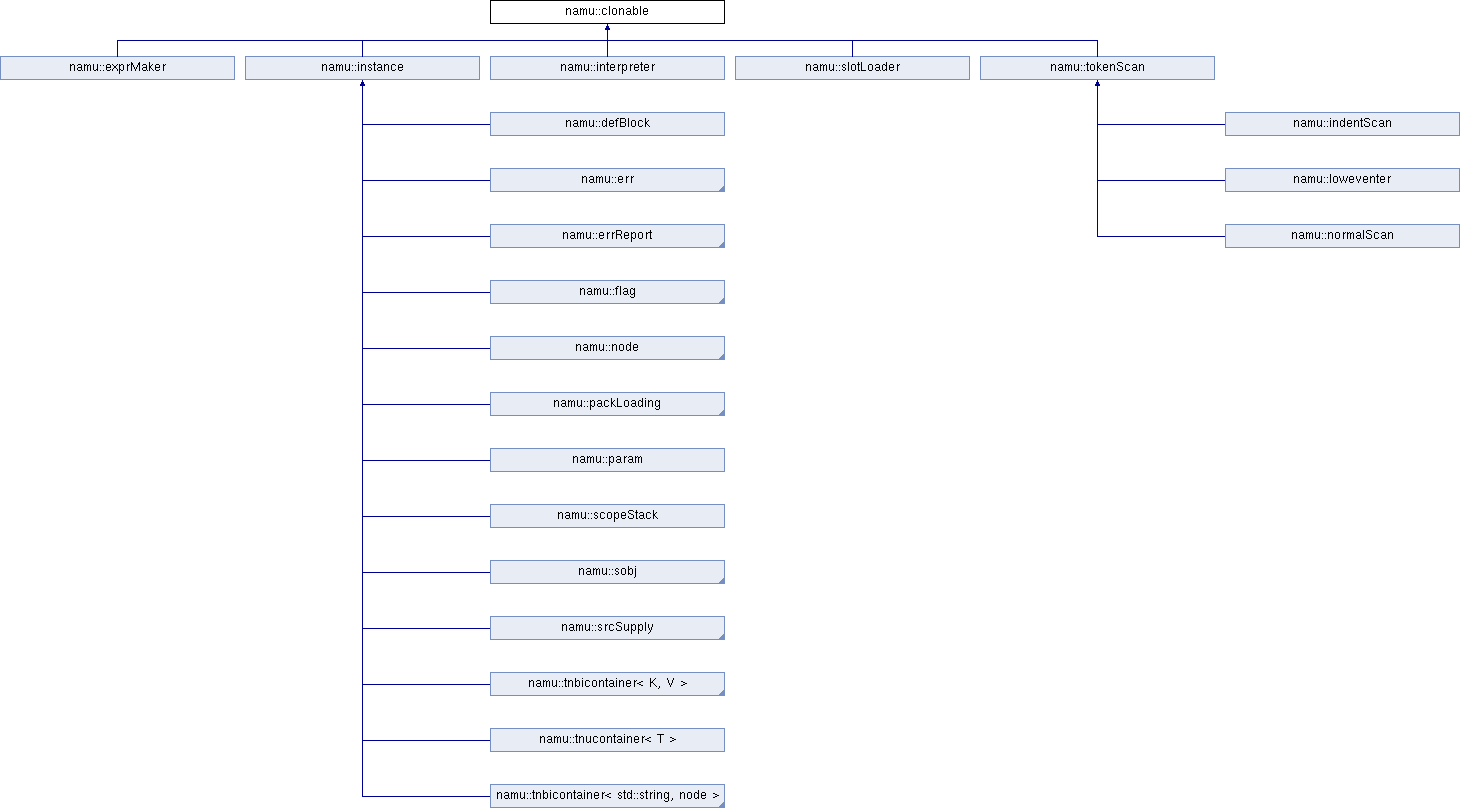 namu::clonable
namu::exprMaker
namu::instance
namu::interpreter
namu::slotLoader
namu::tokenScan
namu::defBlock
namu::indentScan
namu::err
namu::loweventer
namu::errReport
namu::normalScan
namu::flag
namu::node
namu::packLoading
namu::param
namu::scopeStack
namu::sobj
namu::srcSupply
namu::tnbicontainer< K, V >
namu::tnucontainer< T >
namu::tnbicontainer< std::string, node >